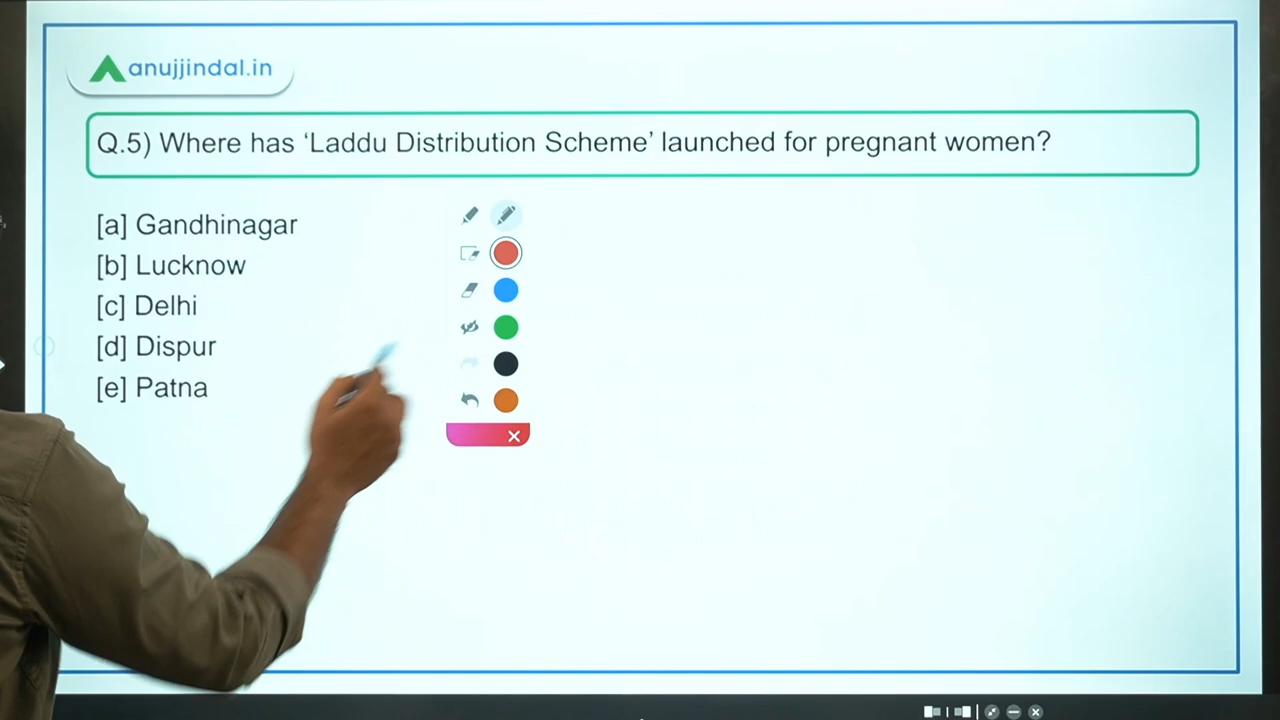 anujjindal.in
Q.5) Where has ‘Laddu Distribution Scheme’ launched for pregnant women?
[a] Gandhinagar
[b] Lucknow
[c] Delhi
[d] Dispur
[e] Patna